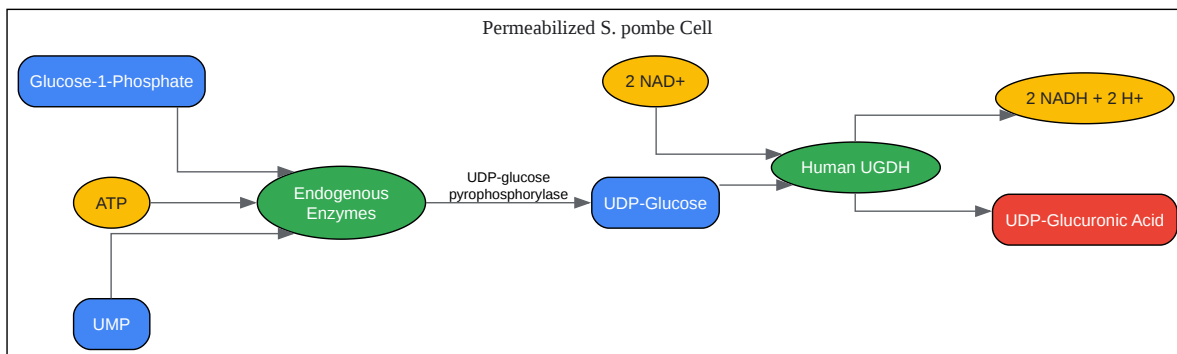 Permeabilized S. pombe Cell
Glucose-1-Phosphate
2 NAD+
2 NADH + 2 H+
Human UGDH
ATP
Endogenous
Enzymes
UDP-glucose
pyrophosphorylase
UDP-Glucose
UDP-Glucuronic Acid
UMP